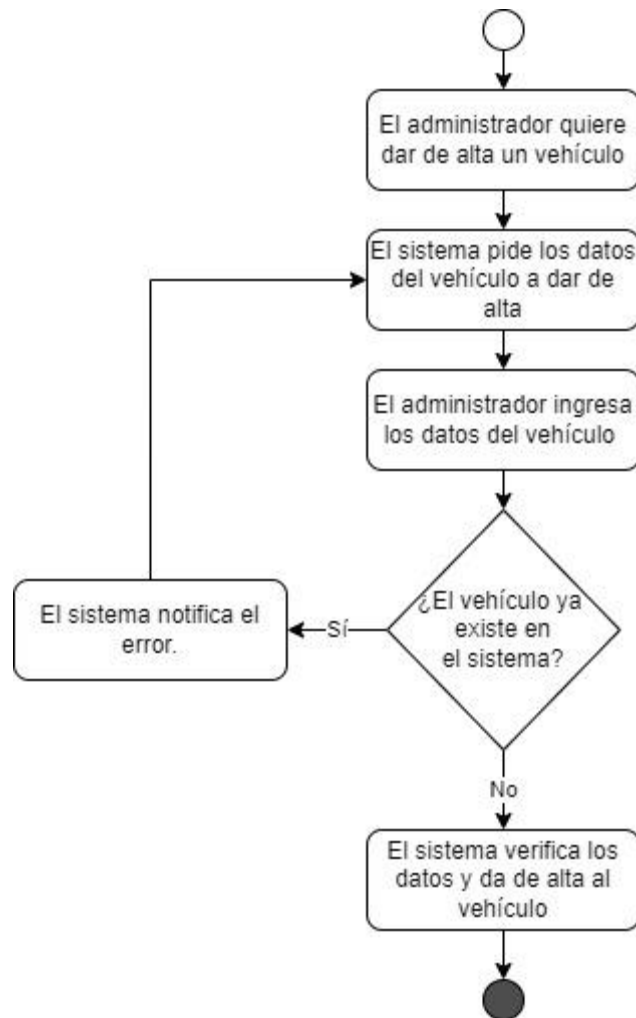 El administrador quiere
dar de alta un vehículo
El sistema pide los datos
del vehículo a dar de
alta
El administrador ingresa
los datos del vehículo
¿El vehículo ya
existe en
el sistema?
Sí
El sistema notifica el
error.
No
El sistema verifica los
datos y da de alta al
vehículo